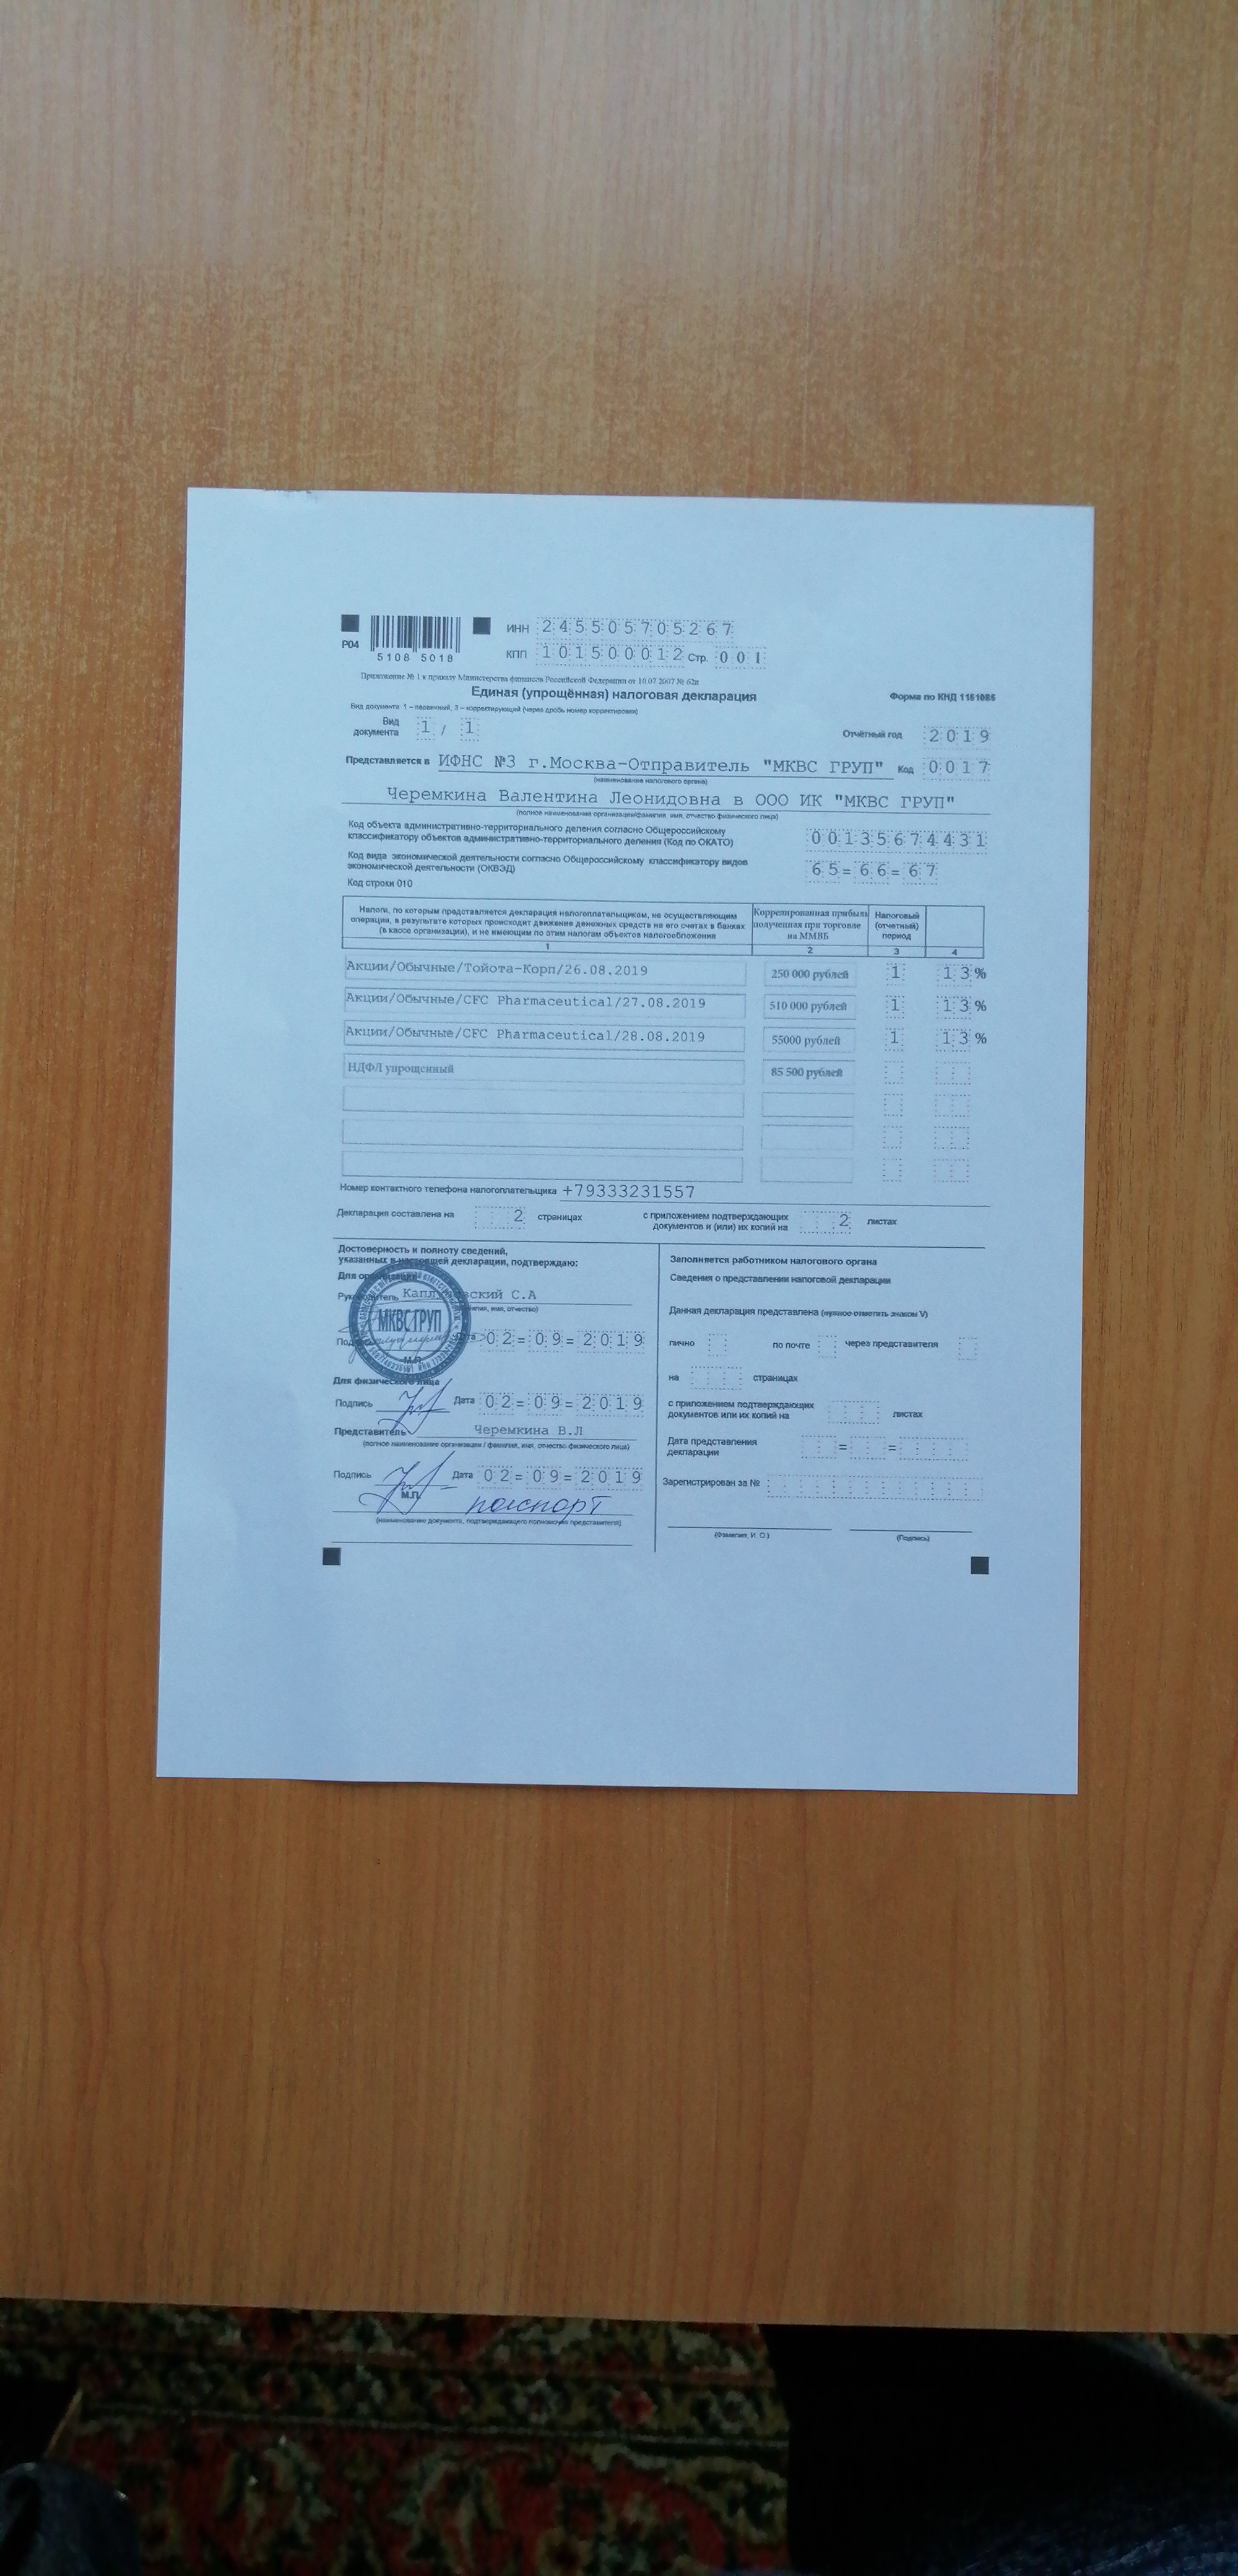 ИНН 245505705267
Р04
5108 5018
КПП 101500012 Стр. 001
Приложение № 1 к приказу Министерства финансов Российской Федерации от 10.07.2007 № 62н
Единая (упрощённая) налоговая декларация
Форма по КНД 1151085
Вид документа: 1 – первичный, 3 – корректирующий (через дробь номер корректировки)
Вид документа 1 / 1
Отчётный год 2019
Представляется в ИФНС №3 г.Москва-Отправитель "МКВС ГРУП" Код 0017
(наименование налогового органа)
Черемкина Валентина Леонидовна в ООО ИК "МКВС ГРУП"
(полное наименование организации/фамилия, имя, отчество физического лица)
Код объекта административно-территориального деления согласно Общероссийскому
классификатору объектов административно-территориального деления (Код по ОКАТО) 00135674431
Код вида экономической деятельности согласно Общероссийскому классификатору видов
экономической деятельности (ОКВЭД) 65=66=67
Код строки 010
Налоги, по которым представляется декларация налогоплательщиком, не осуществляющим
операции, в результате которых происходит движение денежных средств на его счетах в банках
(в кассе организации), и не имеющим по этим налогам объектов налогообложения
Коррелированная прибыль
полученная при торговле
на ММВБ
Налоговый
(отчетный)
период
1 2 3 4
Акции/Обычные/Тойота-Корп/26.08.2019 250 000 рублей 1 13%
Акции/Обычные/CFC Pharmaceutical/27.08.2019 510 000 рублей 1 13%
Акции/Обычные/CFC Pharmaceutical/28.08.2019 55000 рублей 1 13%
НДФЛ упрощенный 85 500 рублей
Номер контактного телефона налогоплательщика +79333231557
Декларация составлена на 2 страницах
с приложением подтверждающих
документов и (или) их копий на 2 листах
Достоверность и полноту сведений,
указанных в настоящей декларации, подтверждаю:
Для организации
Руководитель
МКВС ГРУП
02=09=2019
М.П.
Для физического лица
Подпись Дата 02=09=2019
Представитель Черемкина В.Л
(полное наименование организации / фамилия, имя, отчество физического лица)
Подпись Дата 02=09=2019
М.П. паспорт
(наименование документа, подтверждающего полномочия представителя)
Заполняется работником налогового органа
Сведения о представлении налоговой декларации
Данная декларация представлена (нужное отметить знаком V)
лично по почте через представителя
на страницах
с приложением подтверждающих
документов или их копий на листах
Дата представления
декларации = =
Зарегистрирован за №
(Фамилия, И. О.) (Подпись)